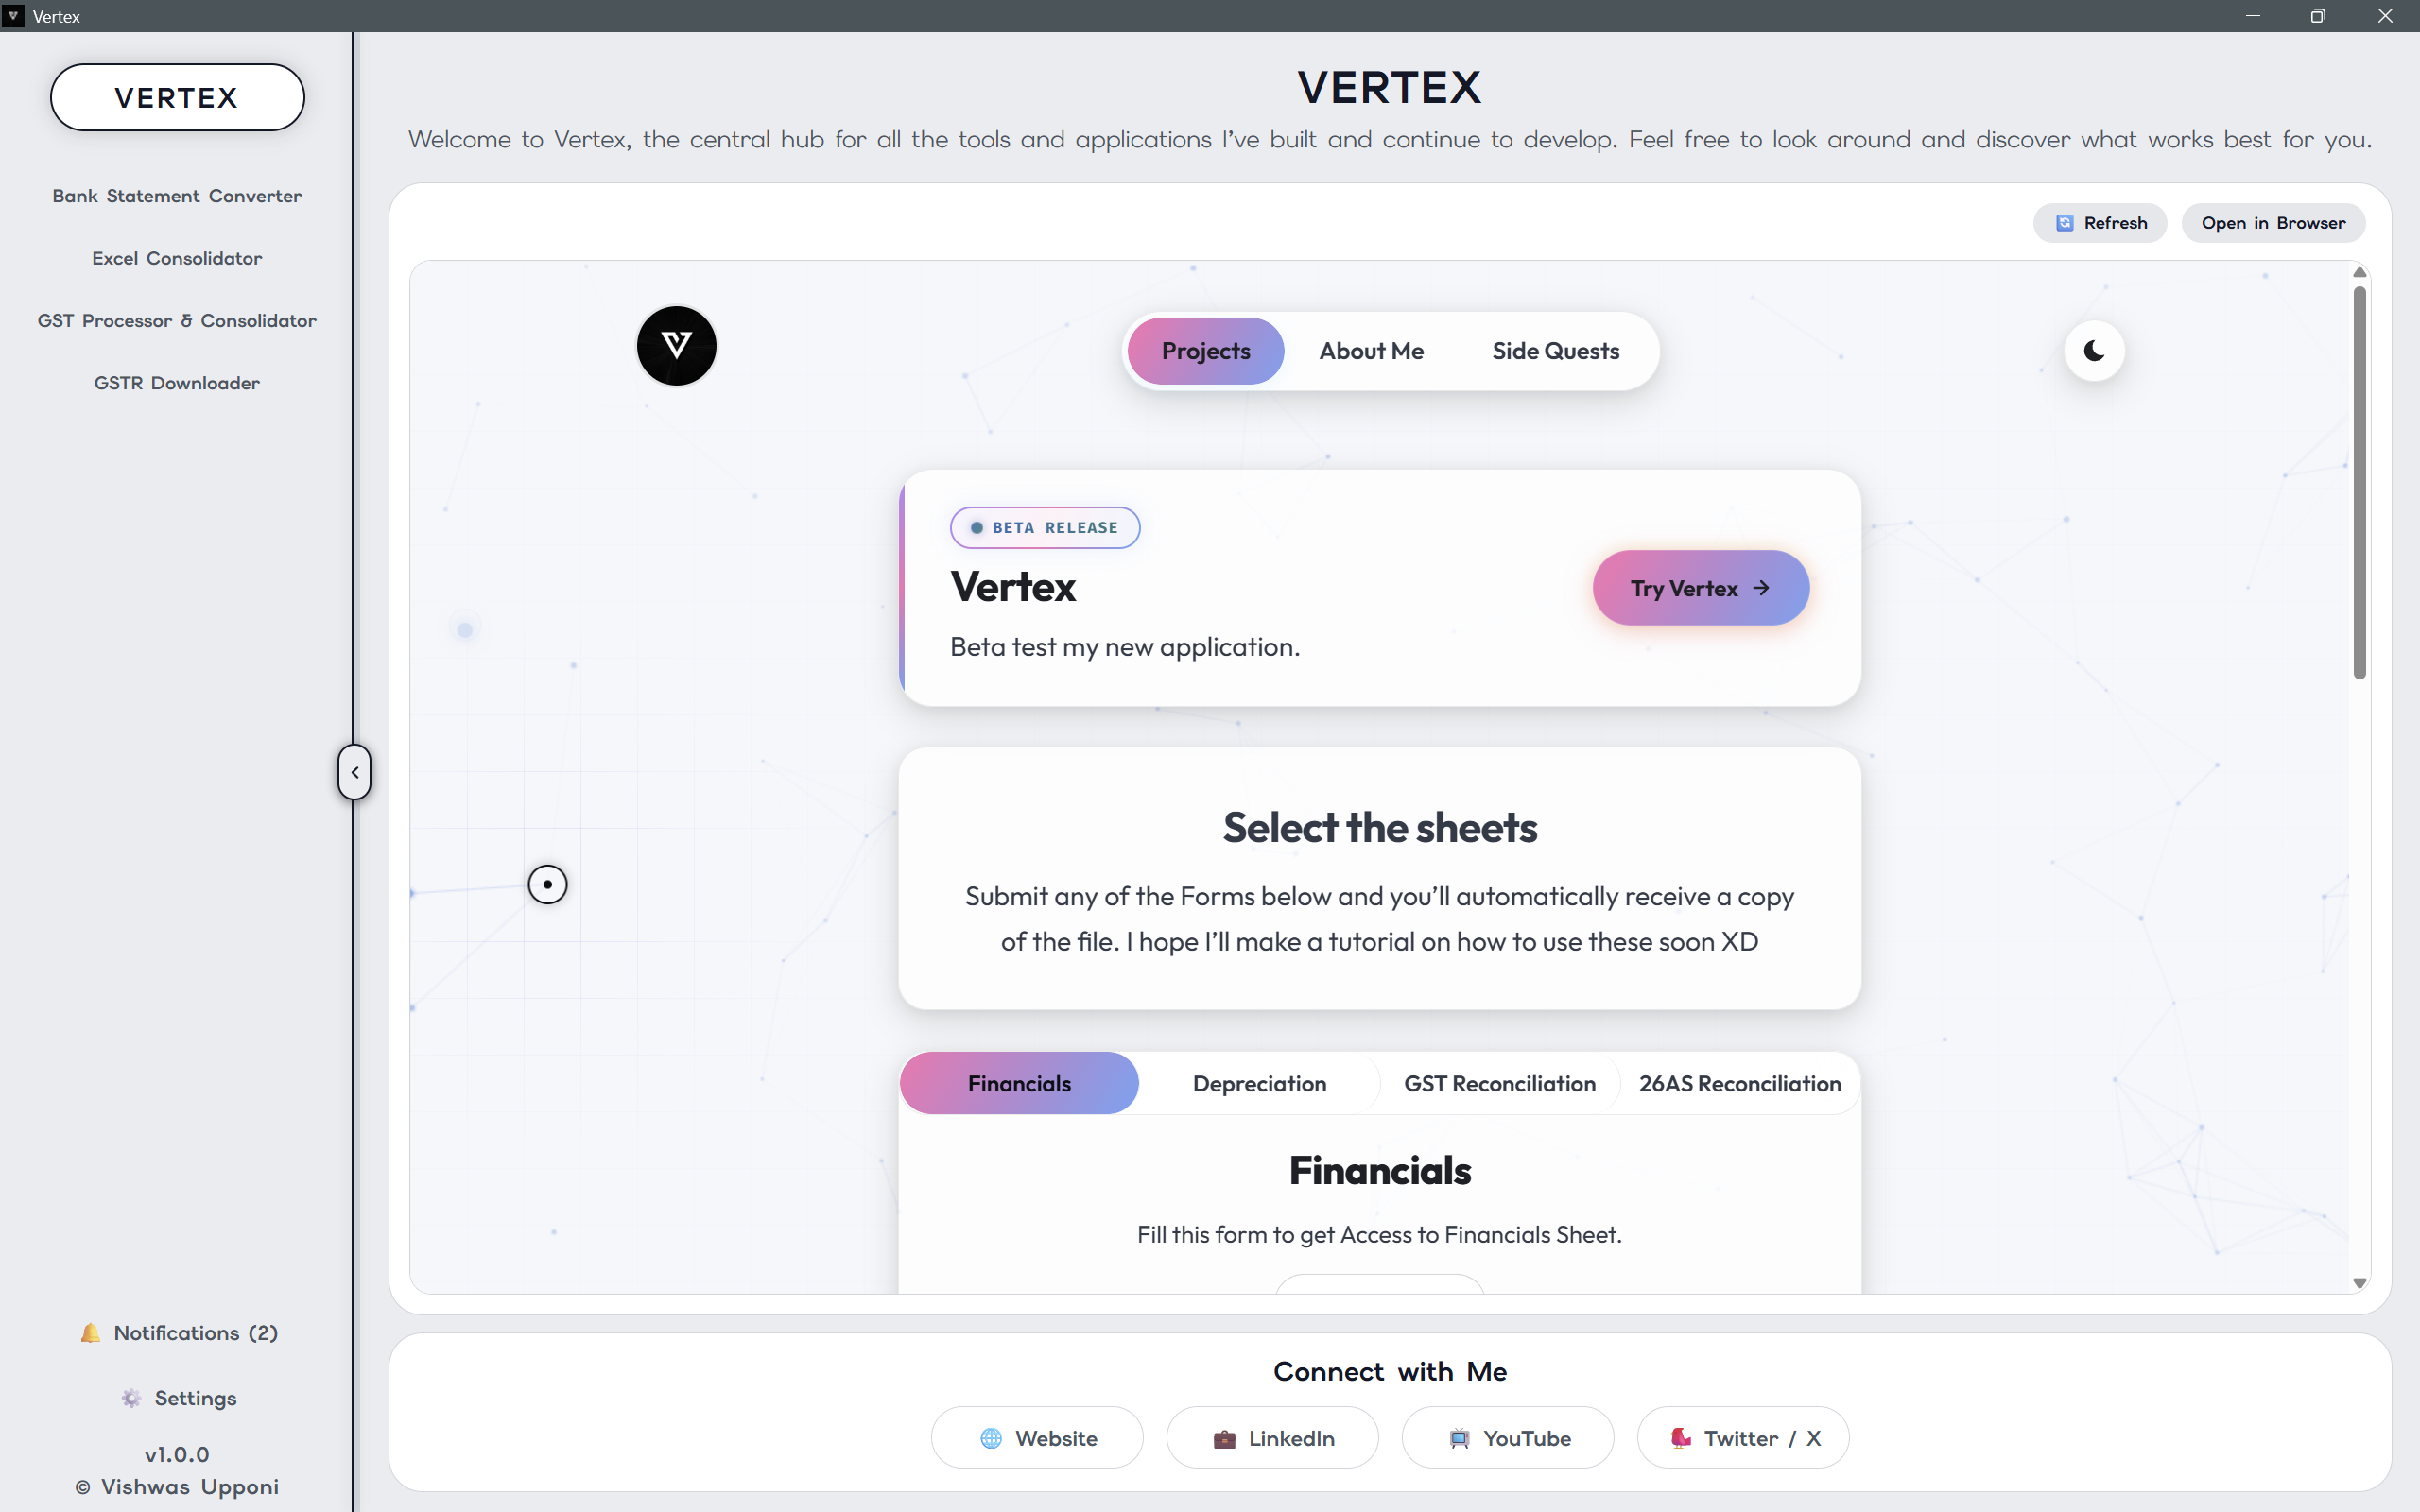 Vertex
VERTEX
Bank Statement Converter
Excel Consolidator
GST Processor & Consolidator
GSTR Downloader
🔔 Notifications (2)
⚙️ Settings
v1.0.0
© Vishwas Upponi
VERTEX
Welcome to Vertex, the central hub for all the tools and applications I've built and continue to develop. Feel free to look around and discover what works best for you.
🔄 Refresh
Open in Browser
Projects
About Me
Side Quests
BETA RELEASE
Vertex
Beta test my new application.
Try Vertex →
Select the sheets
Submit any of the Forms below and you’ll automatically receive a copy
of the file. I hope I’ll make a tutorial on how to use these soon XD
Financials
Depreciation
GST Reconciliation
26AS Reconciliation
Financials
Fill this form to get Access to Financials Sheet.
Connect with Me
🌐 Website
💼 LinkedIn
📺 YouTube
Twitter / X